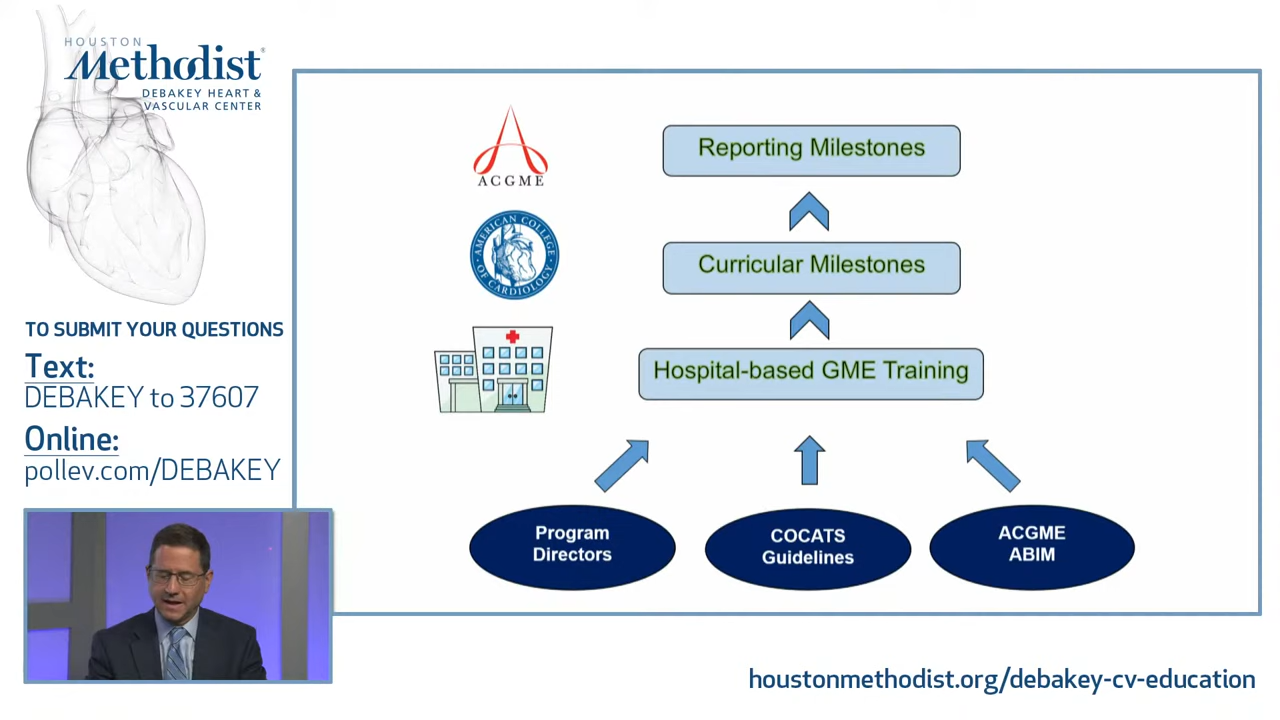 HOUSTON
Methodist®
DEBAKEY HEART &
VASCULAR CENTER
TO SUBMIT YOUR QUESTIONS
Text:
DEBAKEY to 37607
Online:
pollev.com/DEBAKEY
ACGME
Reporting Milestones
AMERICAN COLLEGE
OF CARDIOLOGY
Curricular Milestones
Hospital-based GME Training
Program
Directors
COCATS
Guidelines
ACGME
ABIM
houstonmethodist.org/debakey-cv-education